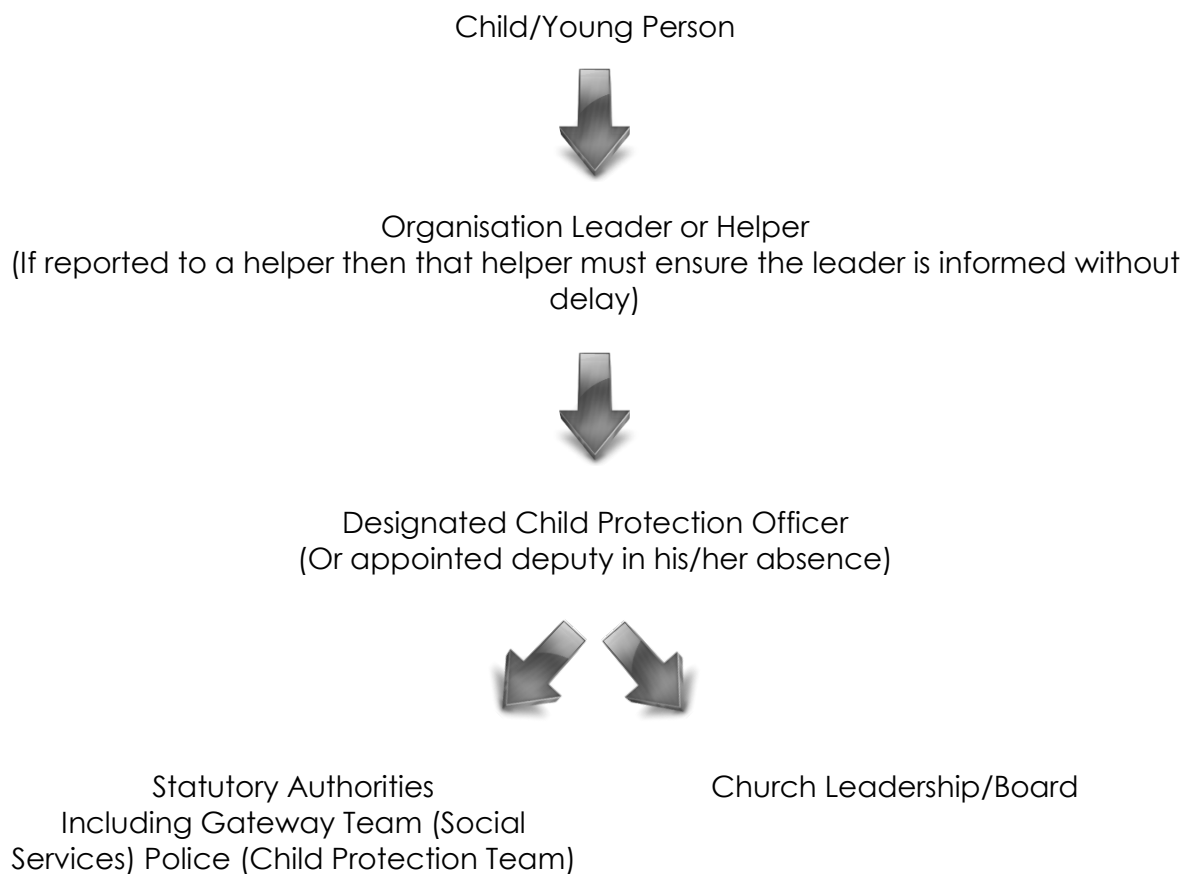 Child/Young Person
Organisation Leader or Helper
(If reported to a helper then that helper must ensure the leader is informed without
delay)
Designated Child Protection Officer
(Or appointed deputy in his/her absence)
Statutory Authorities
Including Gateway Team (Social
Services) Police (Child Protection Team)
Church Leadership/Board